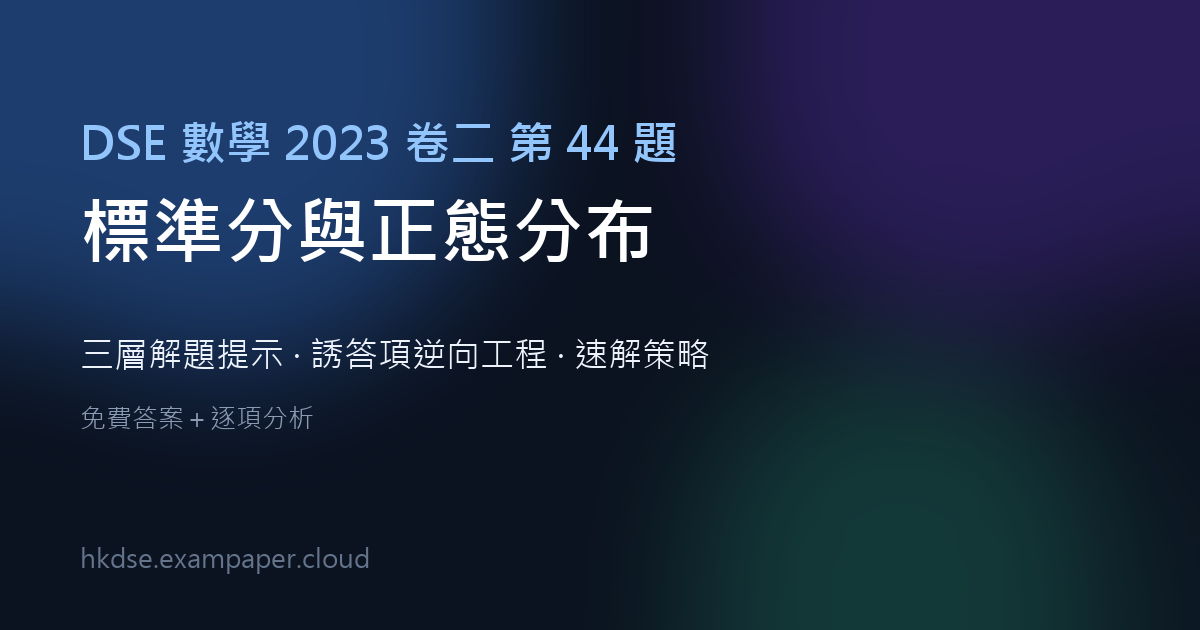 DSE 數學 2023 卷二 第 44 題
標準分與正態分布
三層解題提示 · 誘答項逆向工程 · 速解策略
免費答案 + 逐項分析
hkdse.exampaper.cloud